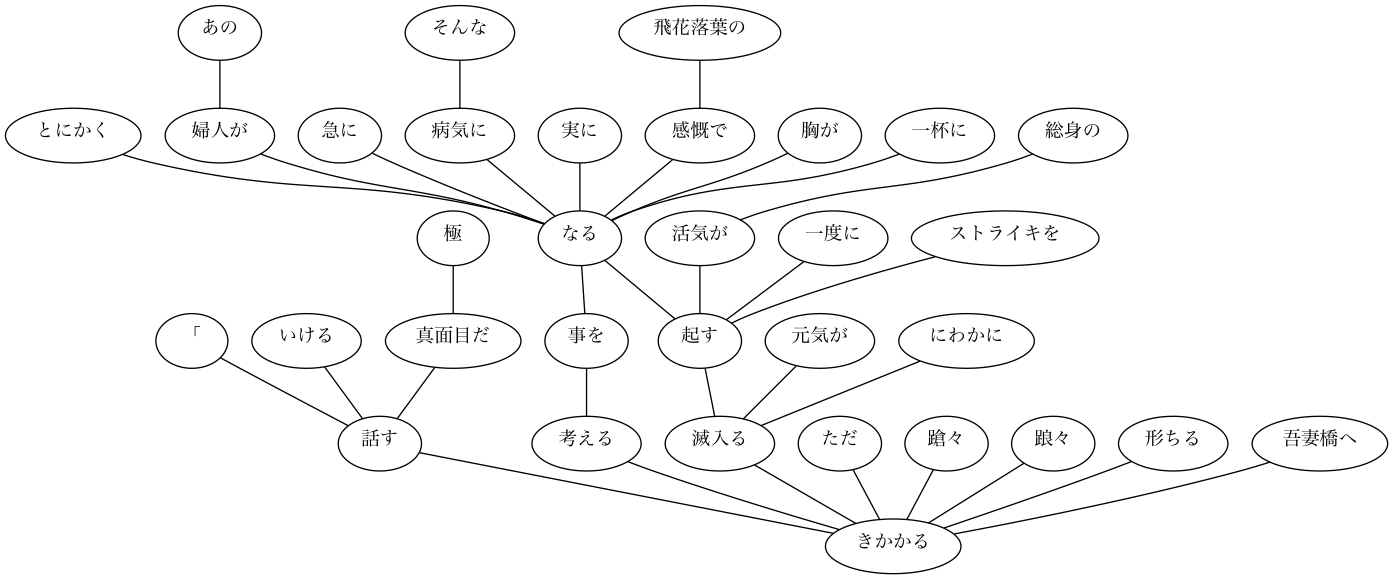 あの
そんな
飛花落葉の
とにかく
婦人が
急に
病気に
実に
感慨で
胸が
一杯に
総身の
極
なる
活気が
一度に
ストライキを
「
いける
真面目だ
事を
起す
元気が
にわかに
話す
考える
滅入る
ただ
蹌々
踉々
形ちる
吾妻橋へ
きかかる